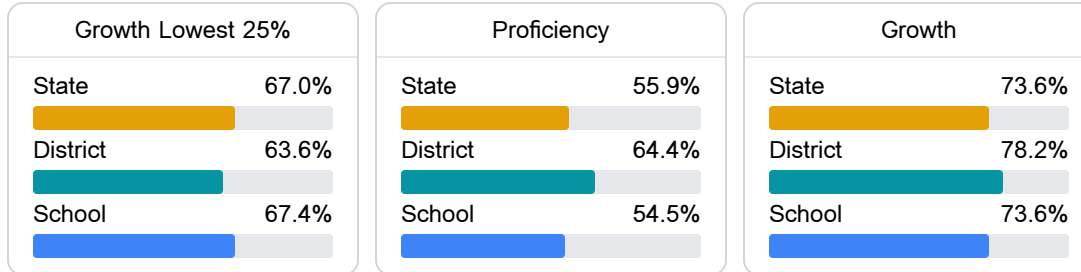 Growth Lowest 25%
State 67.0%
District 63.6%
School 67.4%
Proficiency
State 55.9%
District 64.4%
School 54.5%
Growth
State 73.6%
District 78.2%
School 73.6%